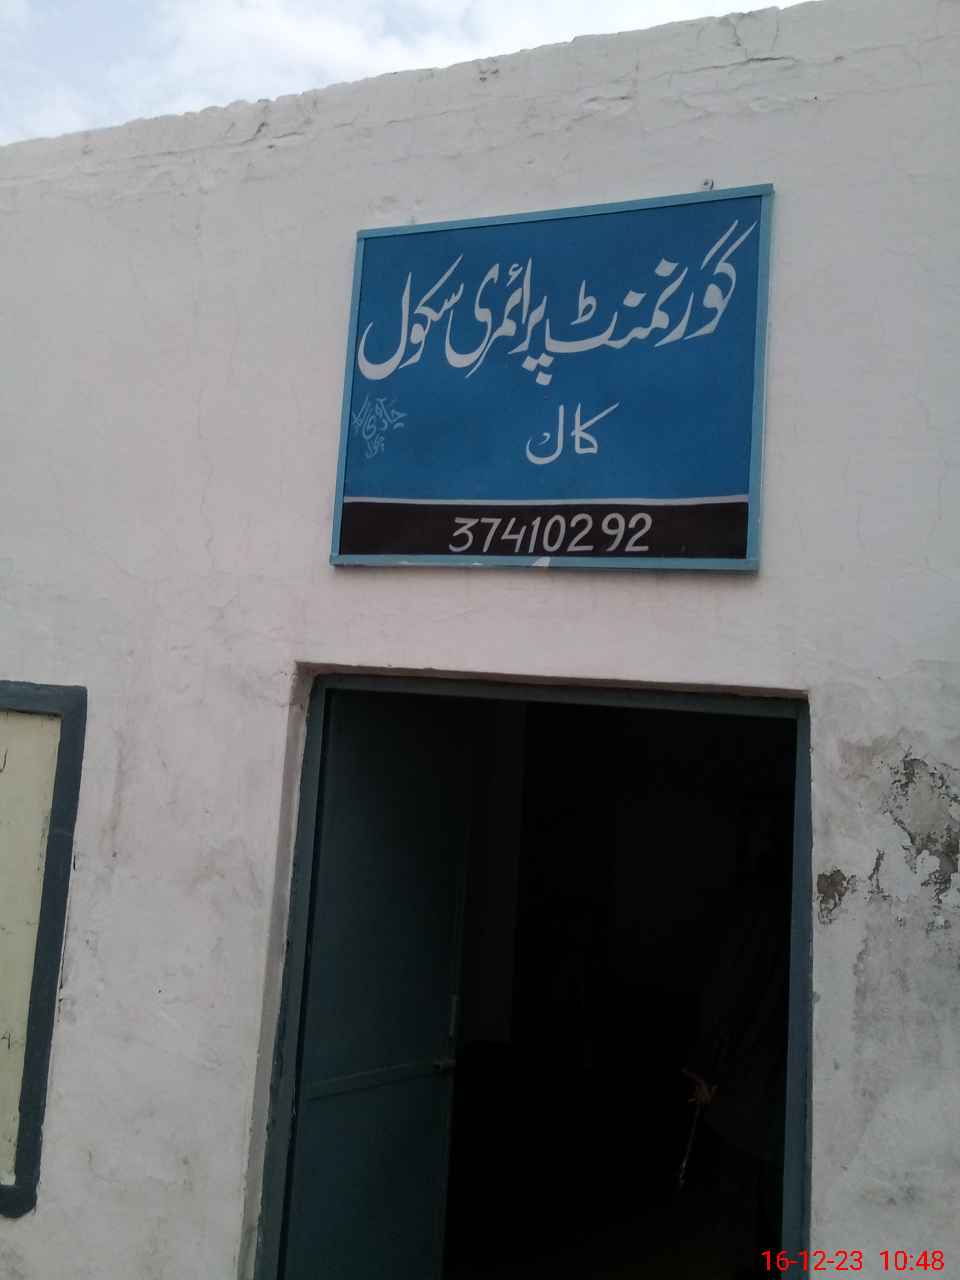 گورنمنٹ پرائمری سکول
کال
37410292
16-12-23 10:48